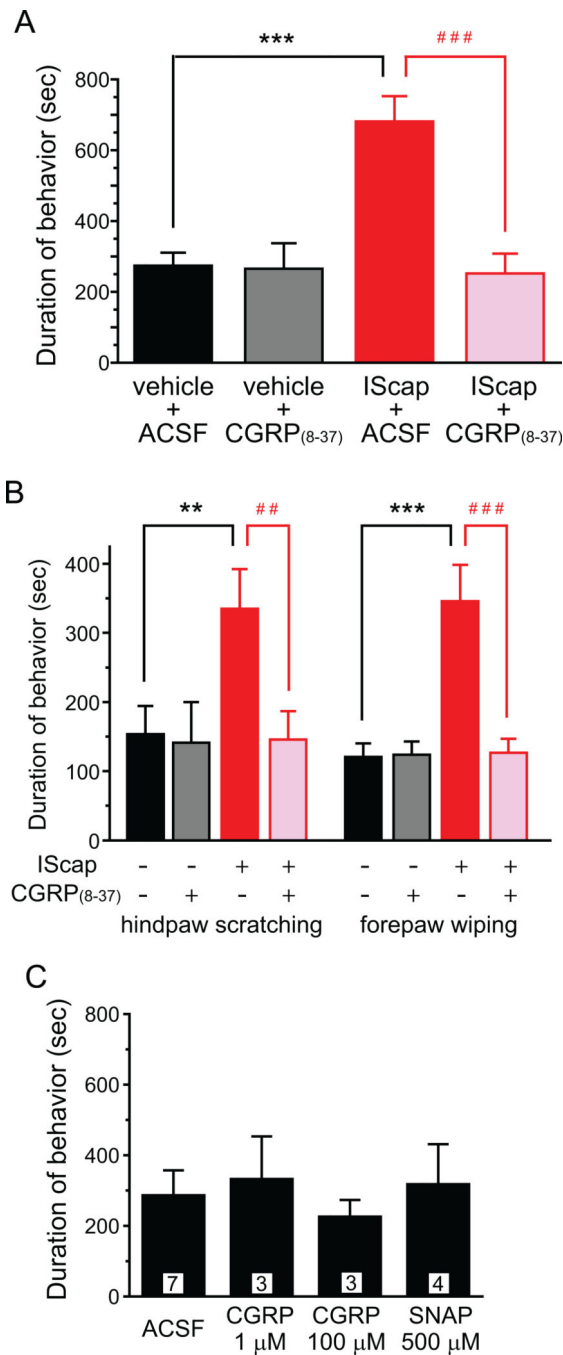 A
*** ###
Duration of behavior (sec)
800
600
400
200
0
vehicle vehicle IScap IScap
+ + + +
ACSF CGRP(8-37) ACSF CGRP(8-37)
B
** ## *** ###
Duration of behavior (sec)
400
300
200
100
0
IScap - - + + - - + +
CGRP(8-37) - + - + - + - +
hindpaw scratching forepaw wiping
C
Duration of behavior (sec)
800
600
400
200
0
7 3 3 4
ACSF CGRP CGRP SNAP
1 μM 100 μM 500 μM